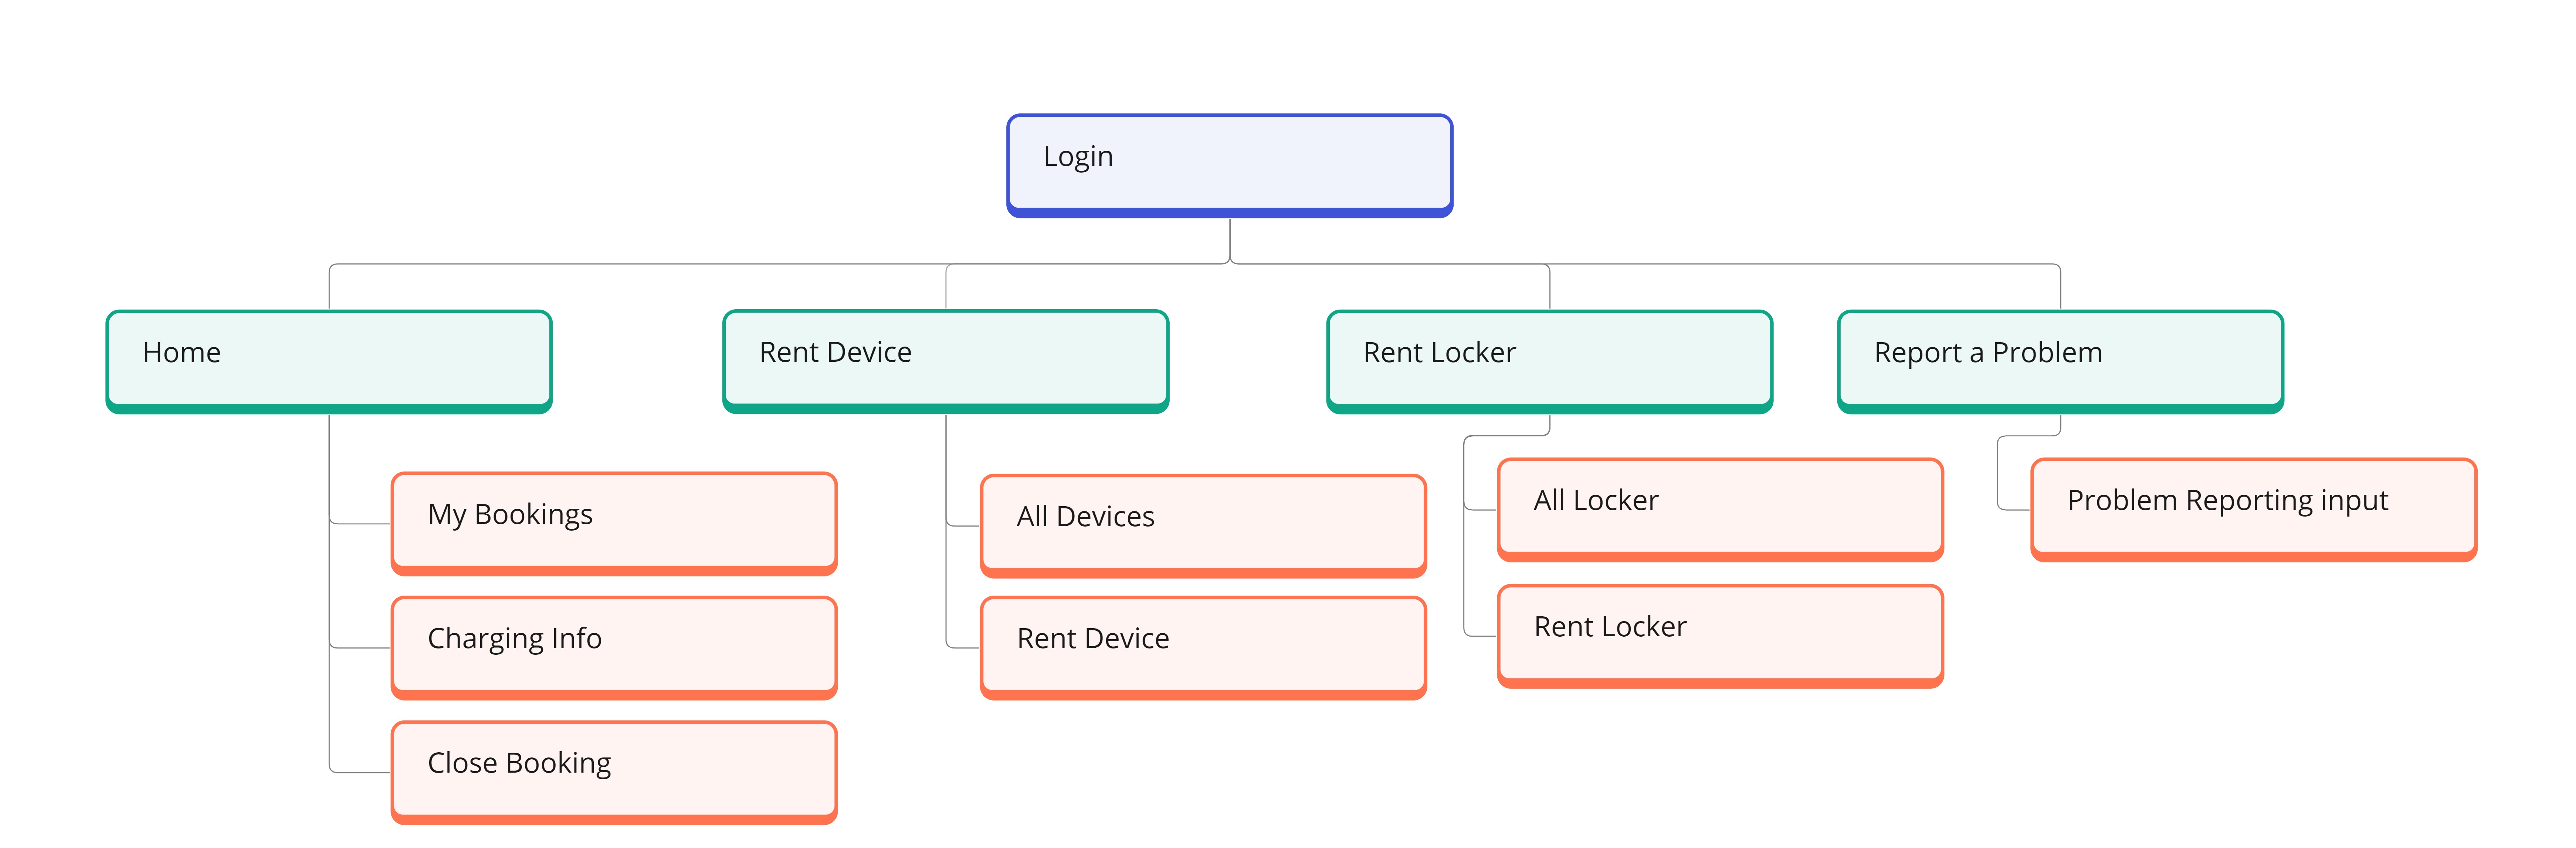 Login
Home
Rent Device
Rent Locker
Report a Problem
My Bookings
Charging Info
Close Booking
All Devices
Rent Device
All Locker
Rent Locker
Problem Reporting input